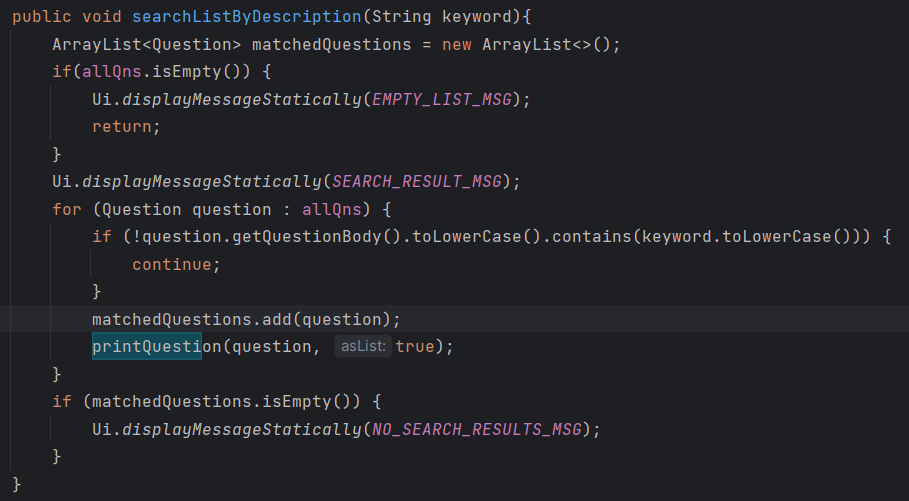 public void searchListByDescription(String keyword){
    ArrayList<Question> matchedQuestions = new ArrayList<>();
    if(allQns.isEmpty()) {
        Ui.displayMessageStatically(EMPTY_LIST_MSG);
        return;
    }
    Ui.displayMessageStatically(SEARCH_RESULT_MSG);
    for (Question question : allQns) {
        if (!question.getQuestionBody().toLowerCase().contains(keyword.toLowerCase())) {
            continue;
        }
        matchedQuestions.add(question);
        printQuestion(question, asList: true);
    }
    if (matchedQuestions.isEmpty()) {
        Ui.displayMessageStatically(NO_SEARCH_RESULTS_MSG);
    }
}